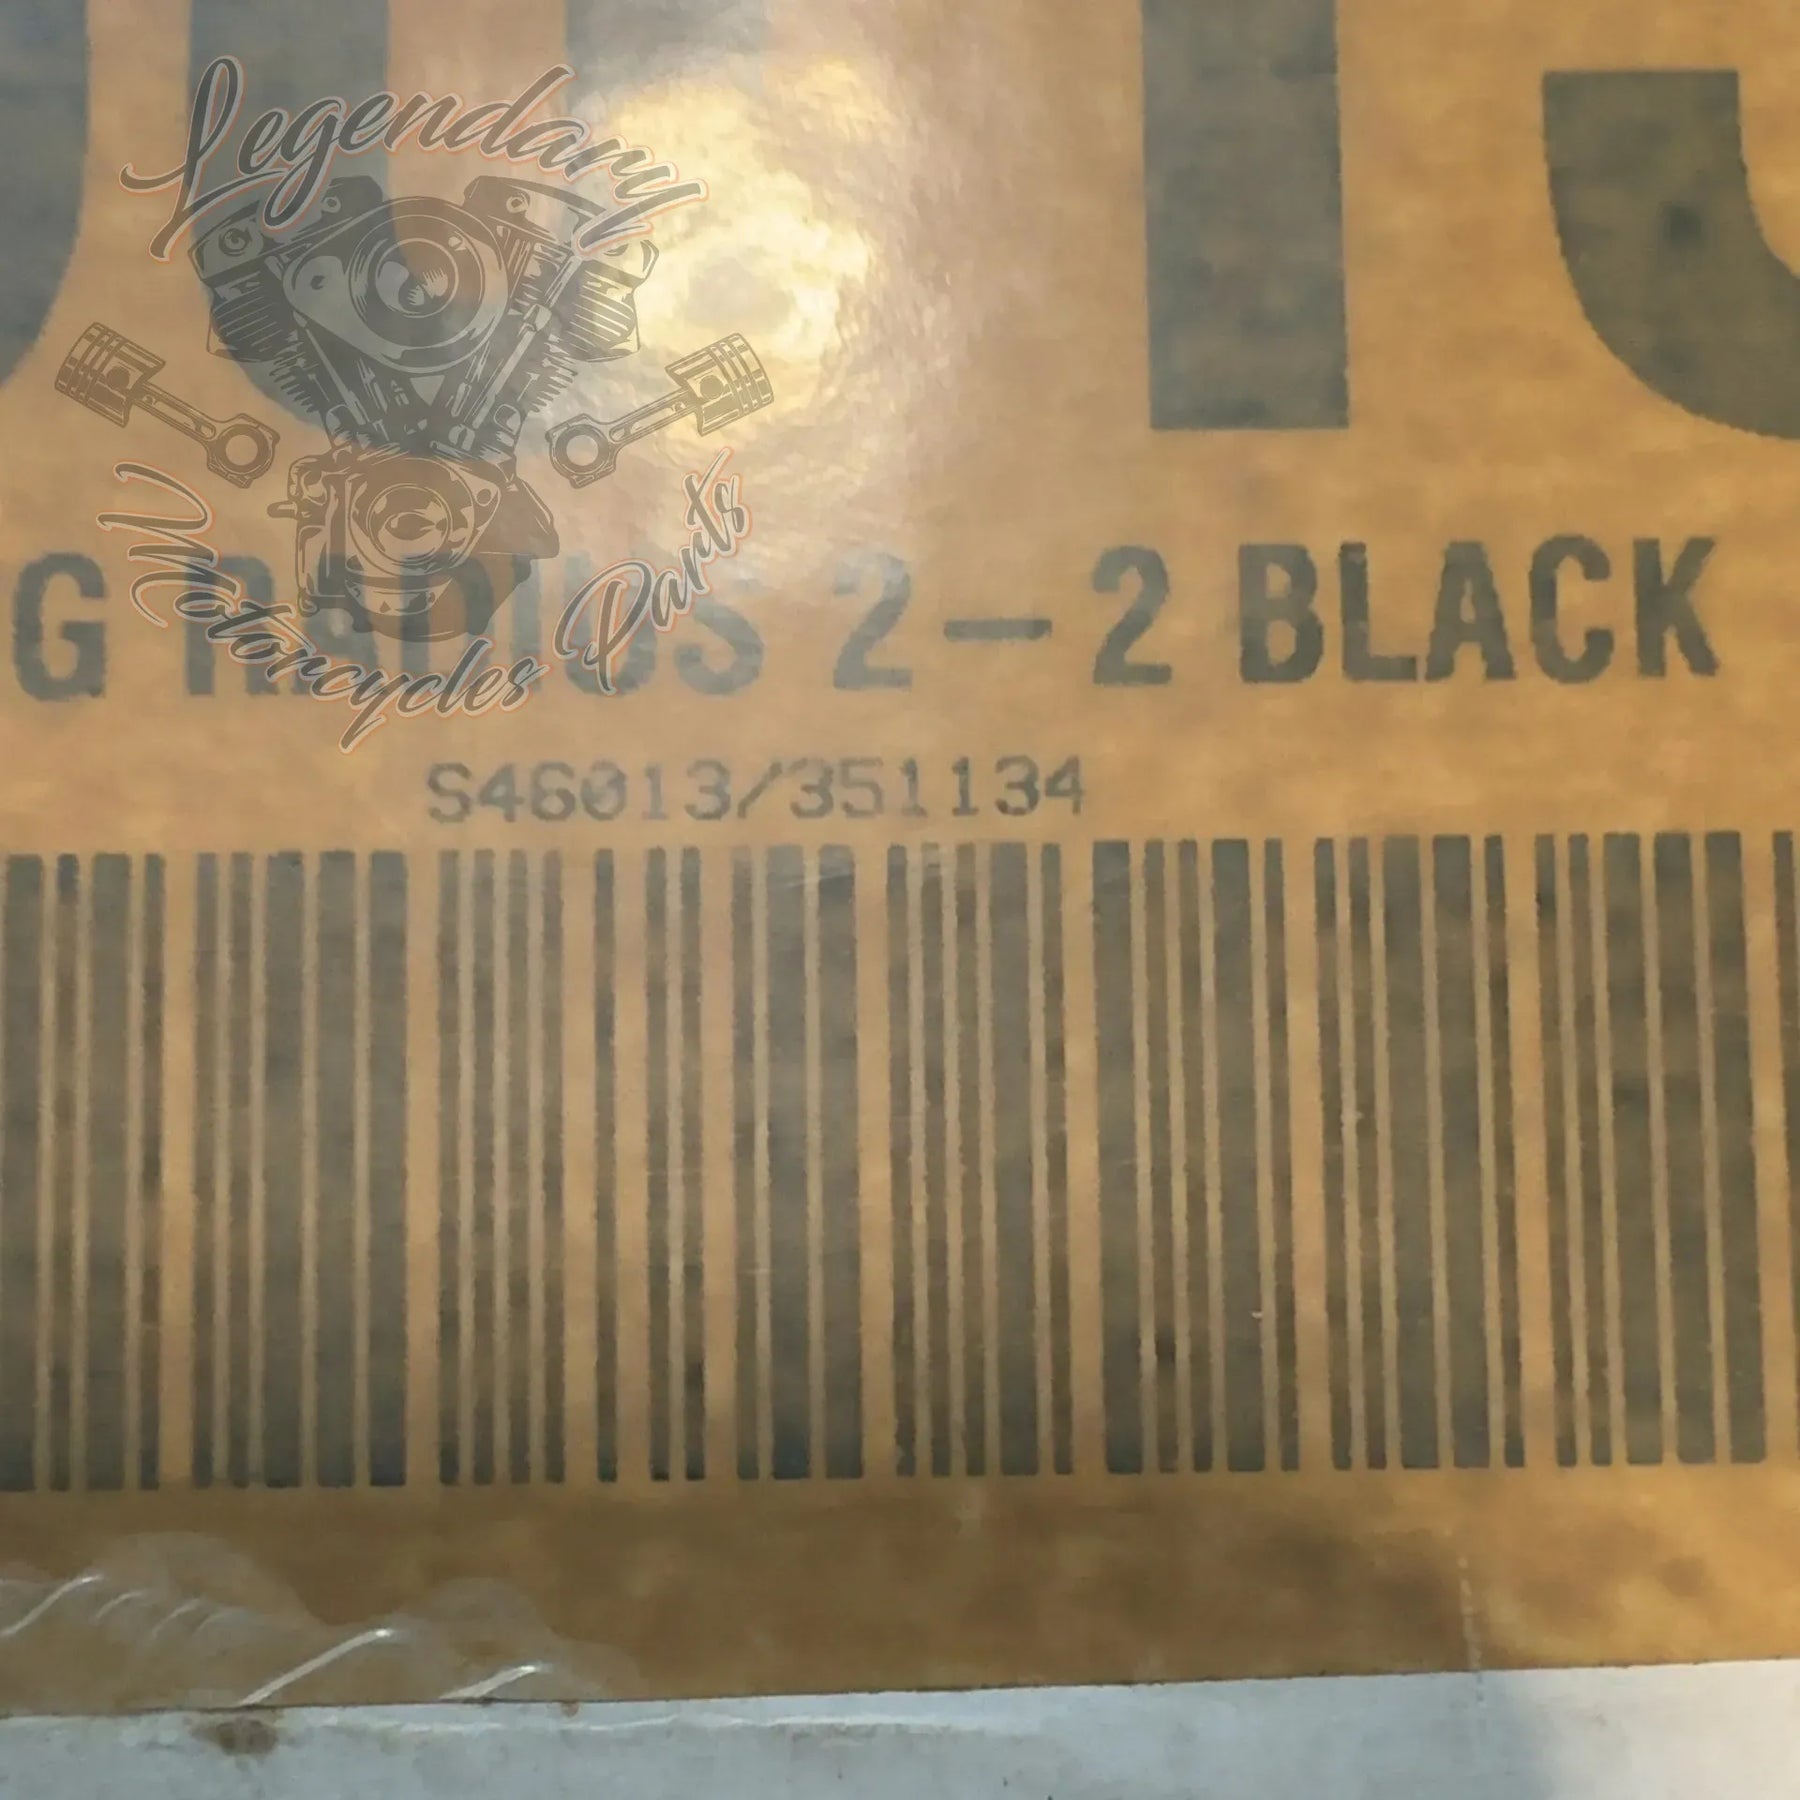 Legendary
Motorcycles Parts
G RADIUS 2-2 BLACK
S46013/351134